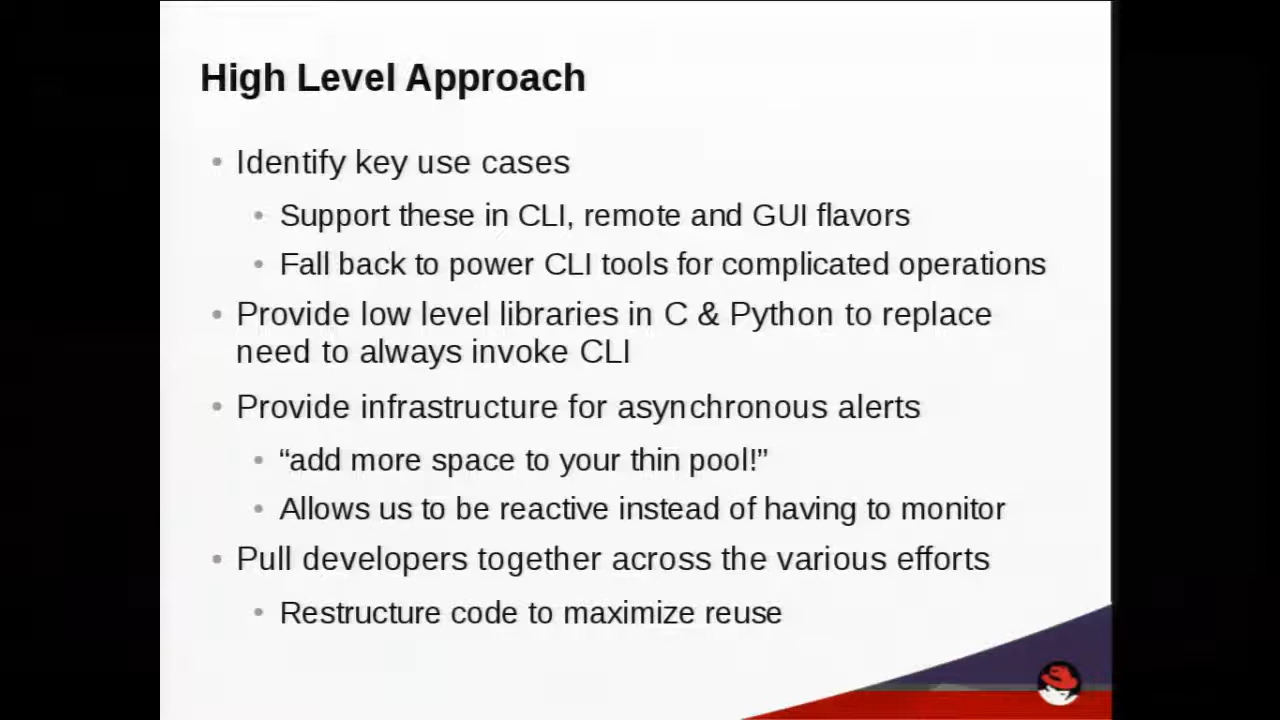 High Level Approach
Identify key use cases
Support these in CLI, remote and GUI flavors
Fall back to power CLI tools for complicated operations
Provide low level libraries in C & Python to replace
need to always invoke CLI
Provide infrastructure for asynchronous alerts
“add more space to your thin pool!”
Allows us to be reactive instead of having to monitor
Pull developers together across the various efforts
Restructure code to maximize reuse